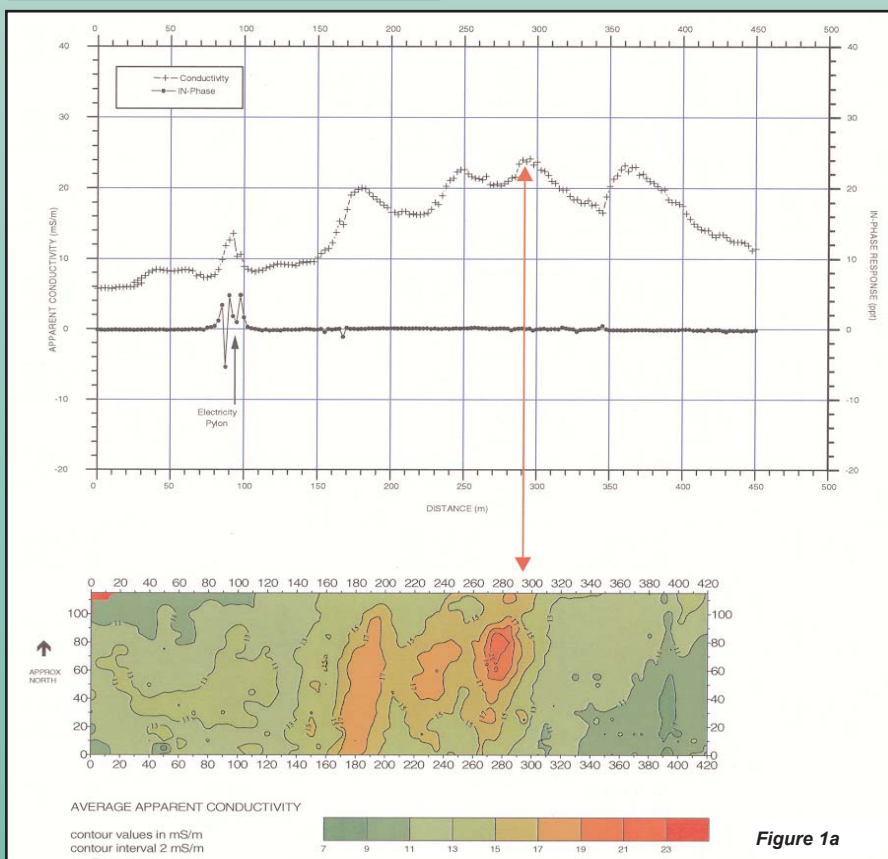 0 50 100 150 200 250 300 350 400 450 500
40 40
Conductivity
IN-Phase
30 30
20 20
10 10
0 0
-10 -10
-20 -20
APPARENT CONDUCTIVITY (mS/m)
IN-PHASE RESPONSE (ppt)
Electricity
Pylon
0 50 100 150 200 250 300 350 400 450 500
DISTANCE (m)
0 20 40 60 80 100 120 140 160 180 200 220 240 260 280 300 320 340 360 380 400 420
100 100
80 80
60 60
40 40
20 20
0 0
APPROX
NORTH
0 20 40 60 80 100 120 140 160 180 200 220 240 260 280 300 320 340 360 380 400 420
AVERAGE APPARENT CONDUCTIVITY
contour values in mS/m
contour interval 2 mS/m
7 9 11 13 15 17 19 21 23
Figure 1a